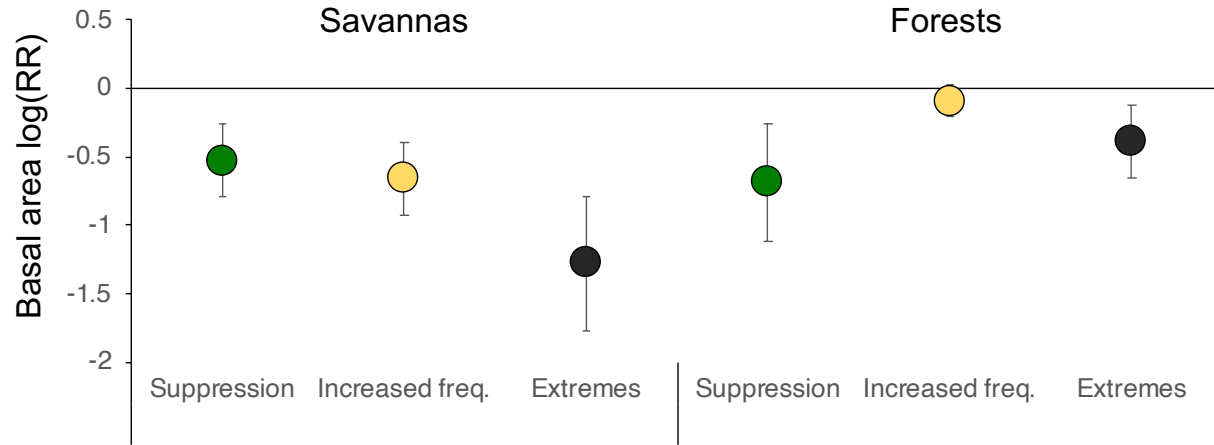 Savannas Forests
Basal area log(RR)
0.5
0
-0.5
-1
-1.5
-2
Suppression Increased freq. Extremes Suppression Increased freq. Extremes